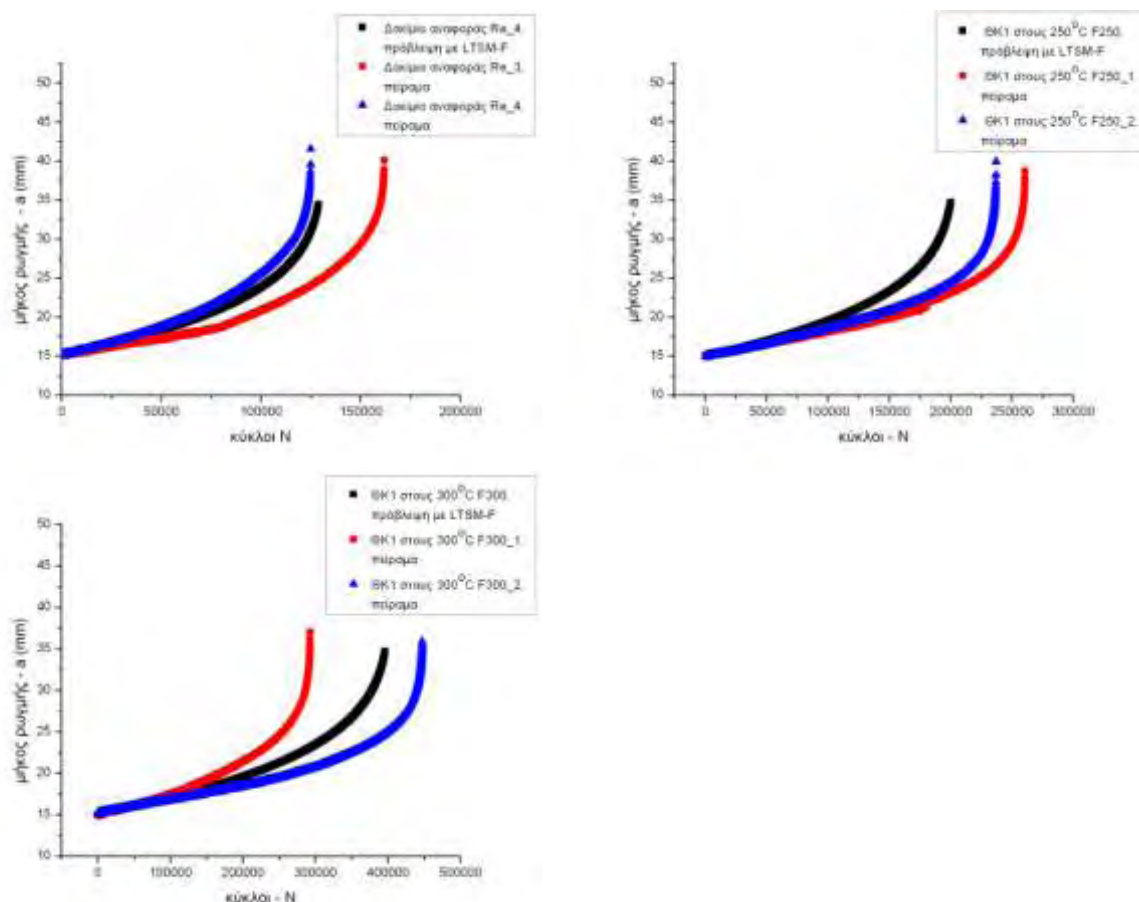 Δοκίμιο αναφοράς Re_4,
πρόβλεψη με LTSM-F
Δοκίμιο αναφοράς Re_3,
πείραμα
Δοκίμιο αναφοράς Re_4,
πείραμα
μήκος ρωγμής - a (mm)
50
45
40
35
30
25
20
15
10
0
50000
100000
150000
200000
κύκλοι N
ΘΚ1 στους 250°C F250,
πρόβλεψη με LTSM-F
ΘΚ1 στους 250°C F250_1,
πείραμα
ΘΚ1 στους 250°C F250_2,
πείραμα
μήκος ρωγμής - a (mm)
50
45
40
35
30
25
20
15
10
0
50000
100000
150000
200000
250000
300000
κύκλοι - N
ΘΚ1 στους 300°C F300,
πρόβλεψη με LTSM-F
ΘΚ1 στους 300°C F300_1,
πείραμα
ΘΚ1 στους 300°C F300_2,
πείραμα
μήκος ρωγμής - a (mm)
50
45
40
35
30
25
20
15
10
0
100000
200000
300000
400000
500000
κύκλοι - N